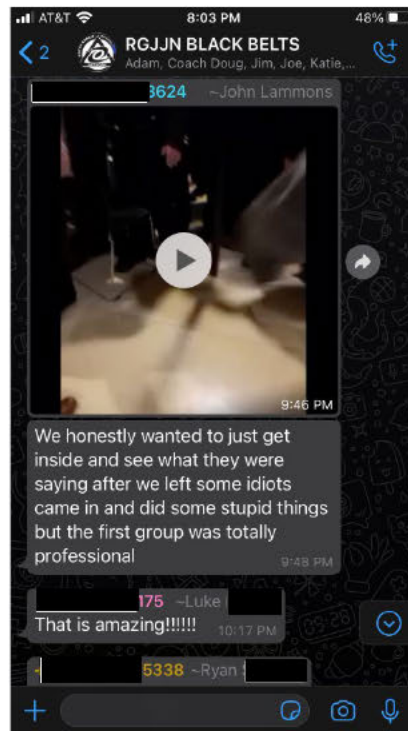 AT&T 8:03 PM 48%
2 RGJJN BLACK BELTS
Adam, Coach Doug, Jim, Joe, Katie,...
3624 ~John Lammons
9:46 PM
We honestly wanted to just get
inside and see what they were
saying after we left some idiots
came in and did some stupid things
but the first group was totally
professional
9:48 PM
175 ~Luke
That is amazing!!!!!! 10:17 PM
5338 ~Ryan